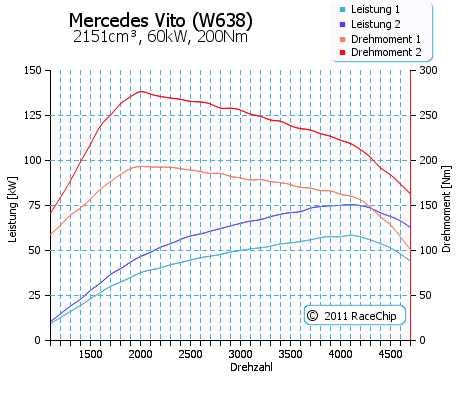 Mercedes Vito (W638)
2151cm³, 60kW, 200Nm
Leistung 1
Leistung 2
Drehmoment 1
Drehmoment 2
150
125
100
75
50
25
0
Leistung [kW]
300
250
200
150
100
50
0
Drehmoment [Nm]
1500 2000 2500 3000 3500 4000 4500
Drehzahl
© 2011 RaceChip